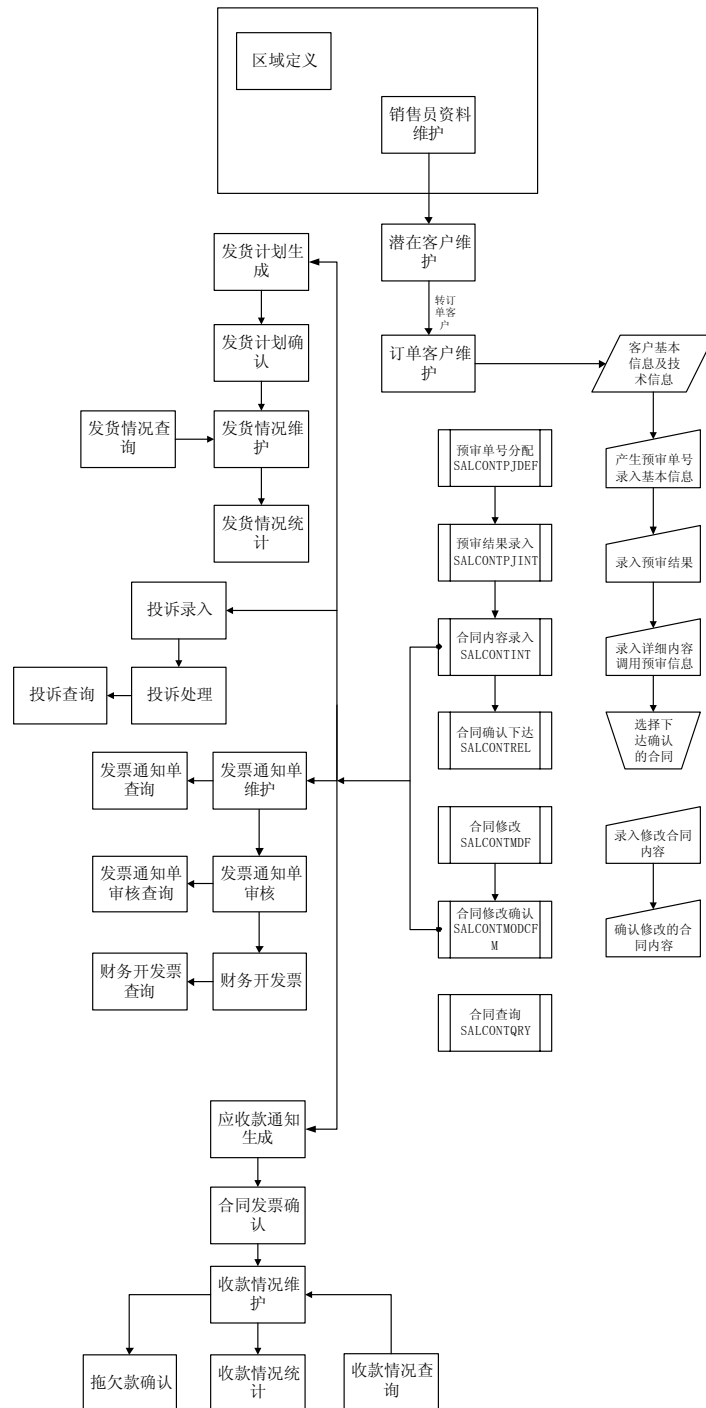 区域定义
销售员资料
维护
潜在客户维
护
转订
单客
户
订单客户维
护
客户基本
信息及技
术信息
发货计划生
成
发货计划确
认
发货情况查
询
发货情况维
护
发货情况统
计
预审单号分配
SALCONTPJDEF
产生预审单号
录入基本信息
预审结果录入
SALCONTPJINT
录入预审结果
投诉录入
合同内容录入
SALCONTINT
录入详细内容
调用预审信息
投诉查询
投诉处理
合同确认下达
SALCONTREL
选择下
达确认
的合同
发票通知单
查询
发票通知单
维护
合同修改
SALCONTMDF
录入修改合同
内容
发票通知单
审核查询
发票通知单
审核
合同修改确认
SALCONTMODCF
M
确认修改的合
同内容
财务开发票
查询
财务开发票
合同查询
SALCONTQRY
应收款通知
生成
合同发票确
认
收款情况维
护
拖欠款确认
收款情况统
计
收款情况查
询